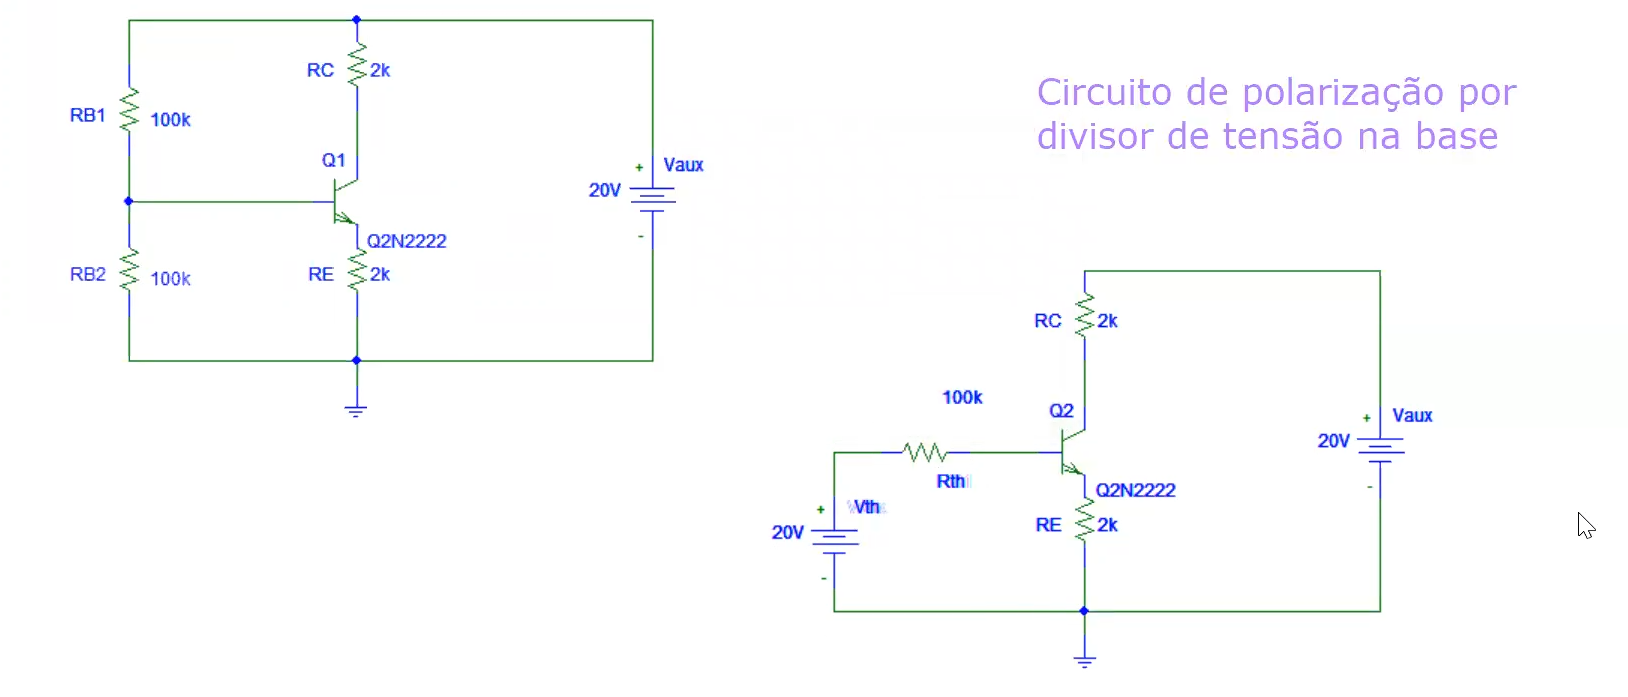 RC 2k
RB1 100k
Q1
+ Vaux
20V
-
Q2N2222
RB2 100k
RE 2k
Circuito de polarização por
divisor de tensão na base
RC 2k
100k
Q2
+ Vaux
20V
-
Rth
Q2N2222
+ Vth
20V
-
RE 2k